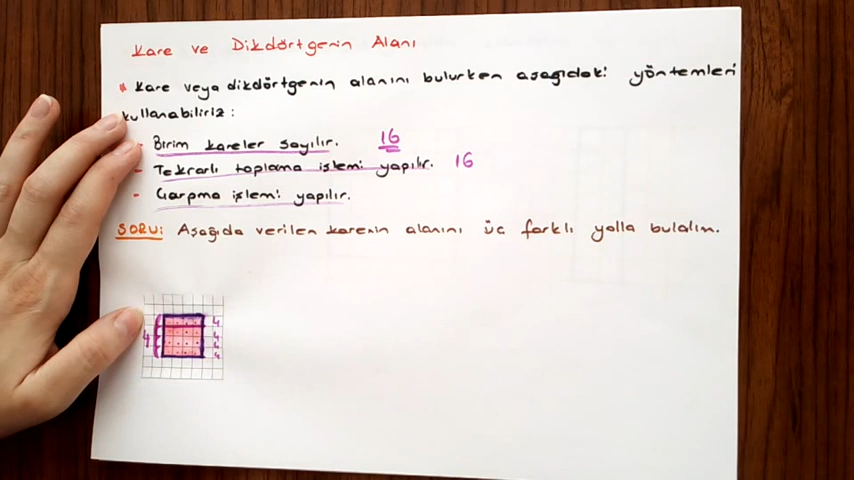 Kare ve Dikdörtgenin Alanı
* Kare veya dikdörtgenin alanını bulurken aşağıdaki yöntemleri
kullanabiliriz:
- Birim kareler sayılır. 16
- Tekrarlı toplama işlemi yapılır. 16
- Çarpma işlemi yapılır.
SORU: Aşağıda verilen karenin alanını üç farklı yolla bulalım.
4
4
4
4
4